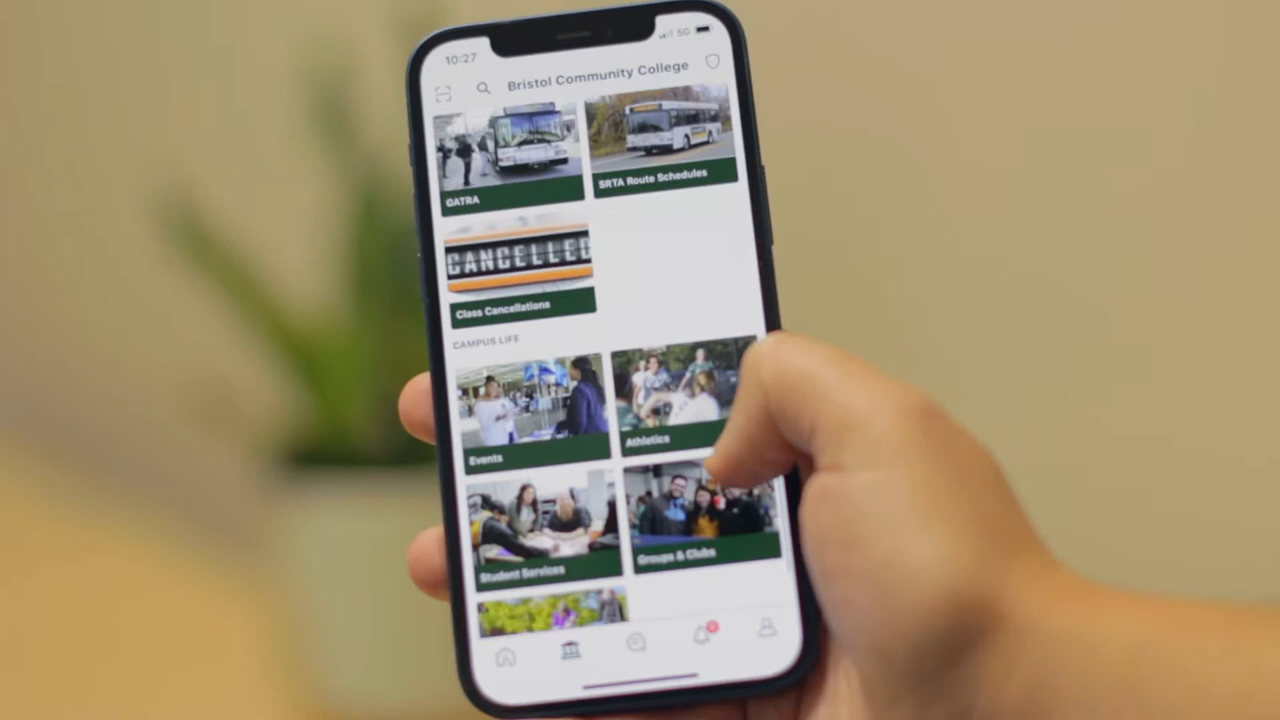 10:27
5G
Bristol Community College
GATRA
SRTA Route Schedules
CANCELLED
Class Cancellations
CAMPUS LIFE
Events
Athletics
Student Services
Groups & Clubs